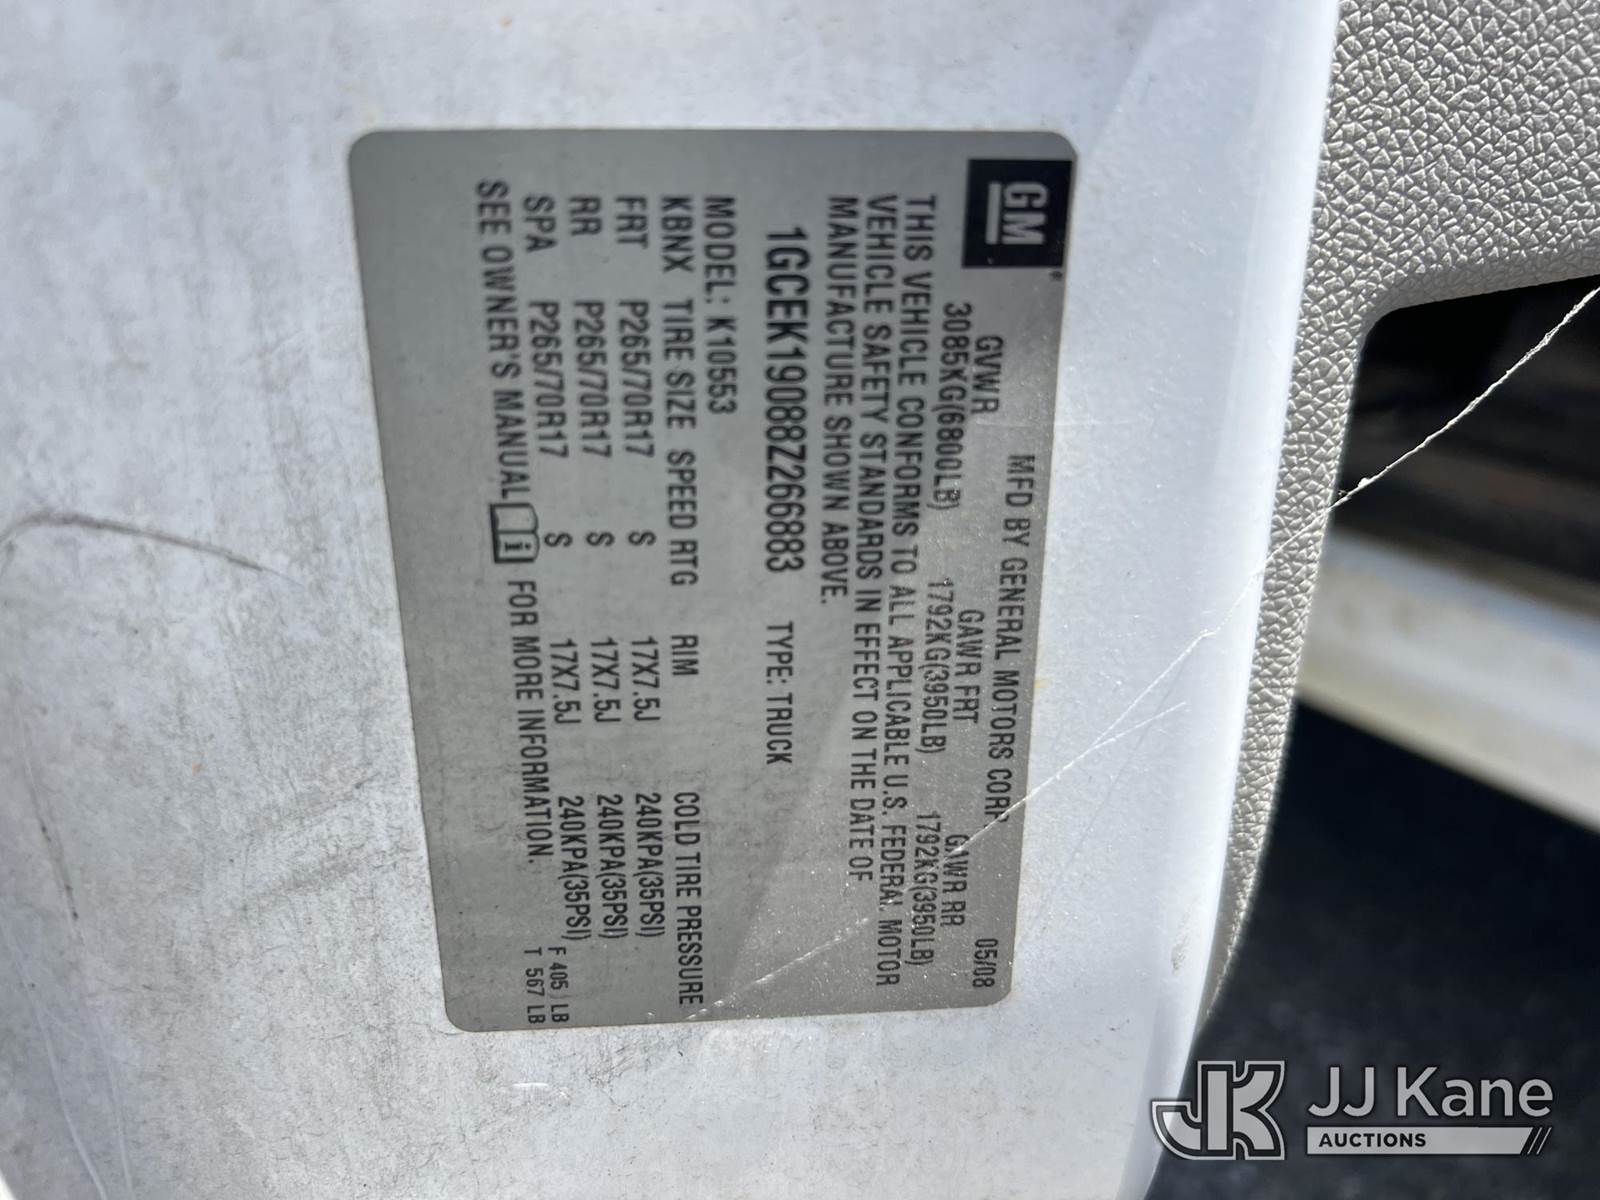 GM
MFD BY GENERAL MOTORS CORP 05/08
GVWR GAWR FRT GAWR RR
3085KG(6800LB) 1792KG(3950LB) 1792KG(3950LB)
THIS VEHICLE CONFORMS TO ALL APPLICABLE U.S. FEDERAL MOTOR
VEHICLE SAFETY STANDARDS IN EFFECT ON THE DATE OF
MANUFACTURE SHOWN ABOVE.
1GCEK19088Z266883 TYPE: TRUCK
MODEL: K10553
KBNX TIRE SIZE SPEED RTG RIM COLD TIRE PRESSURE
FRT P265/70R17 S 17X7.5J 240KPA(35PSI)
RR P265/70R17 S 17X7.5J 240KPA(35PSI)
SPA P265/70R17 S 17X7.5J 240KPA(35PSI) F 405 LB
SEE OWNER'S MANUAL i FOR MORE INFORMATION. T 567 LB
JK JJ Kane
AUCTIONS